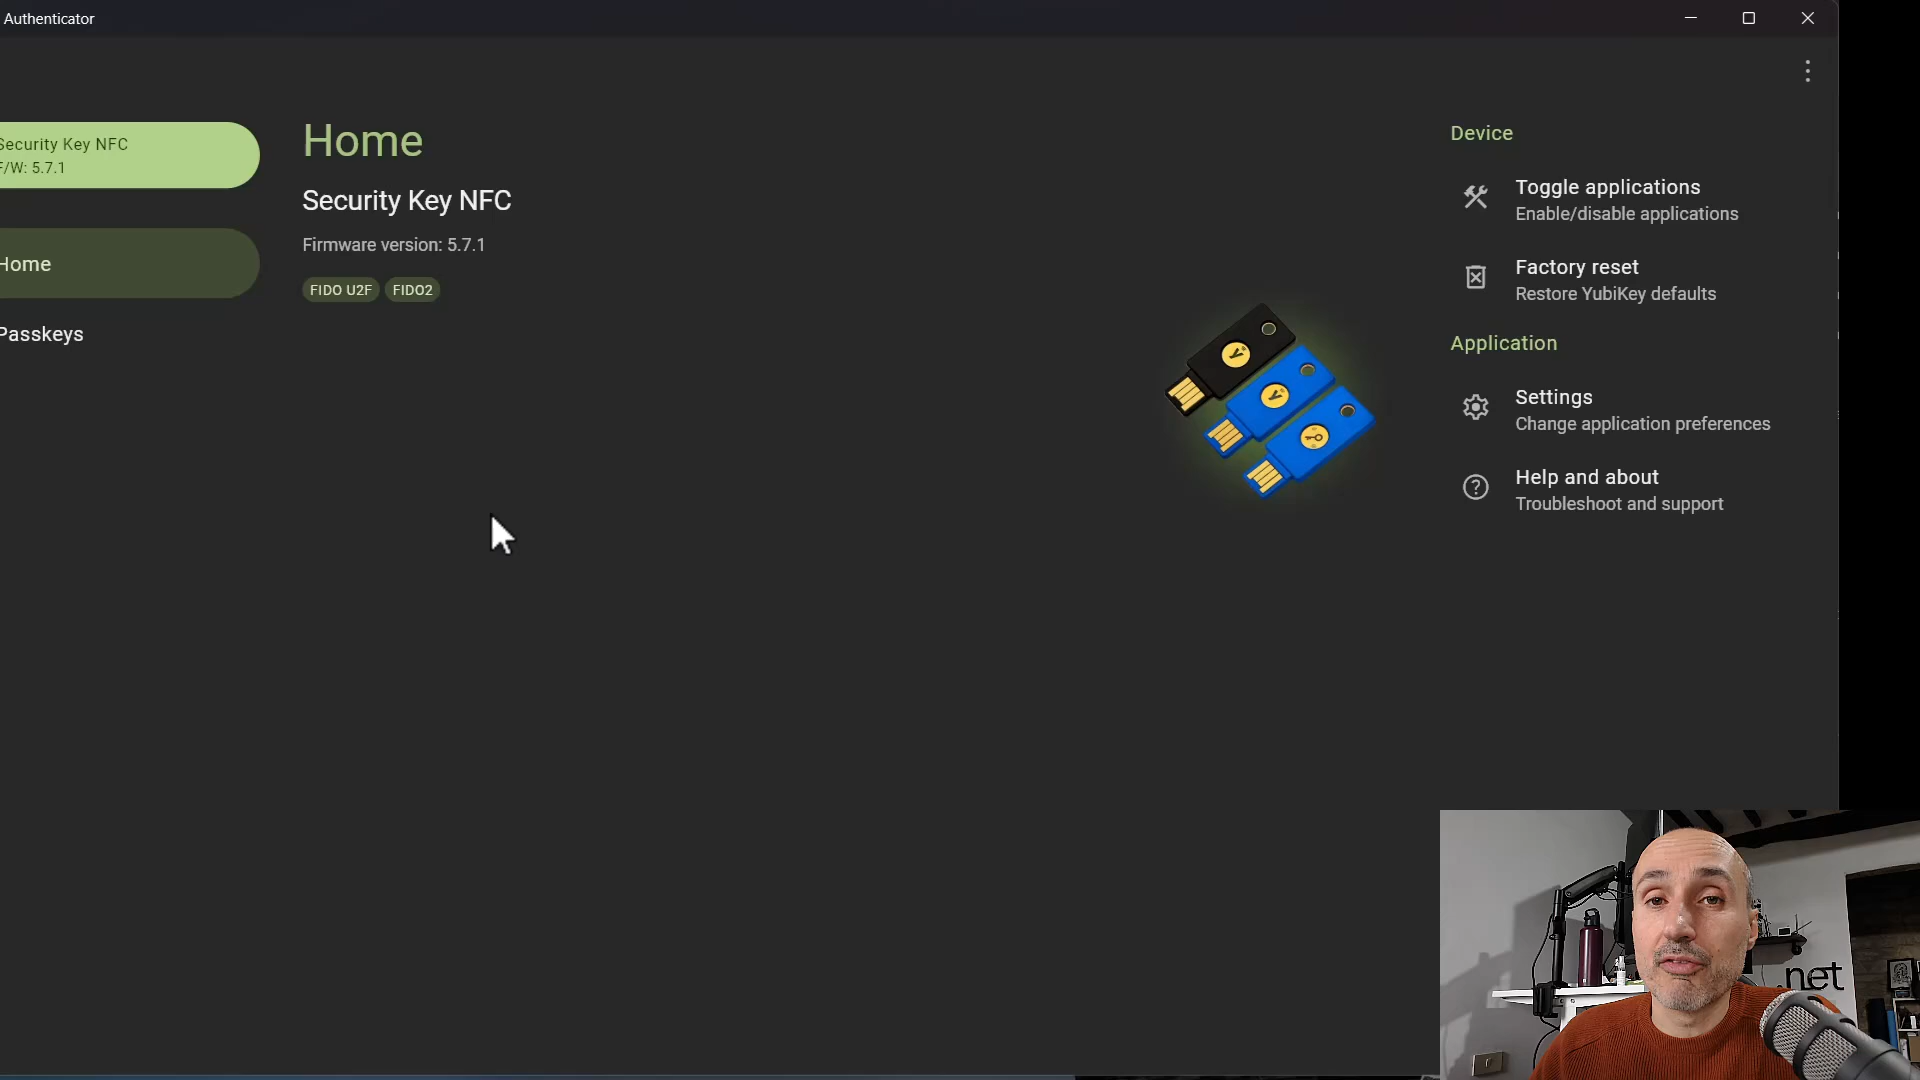 Authenticator
Security Key NFC
F/W: 5.7.1
Home
Passkeys
Home
Security Key NFC
Firmware version: 5.7.1
FIDO U2F FIDO2
Device
Toggle applications
Enable/disable applications
Factory reset
Restore YubiKey defaults
Application
Settings
Change application preferences
Help and about
Troubleshoot and support
.net